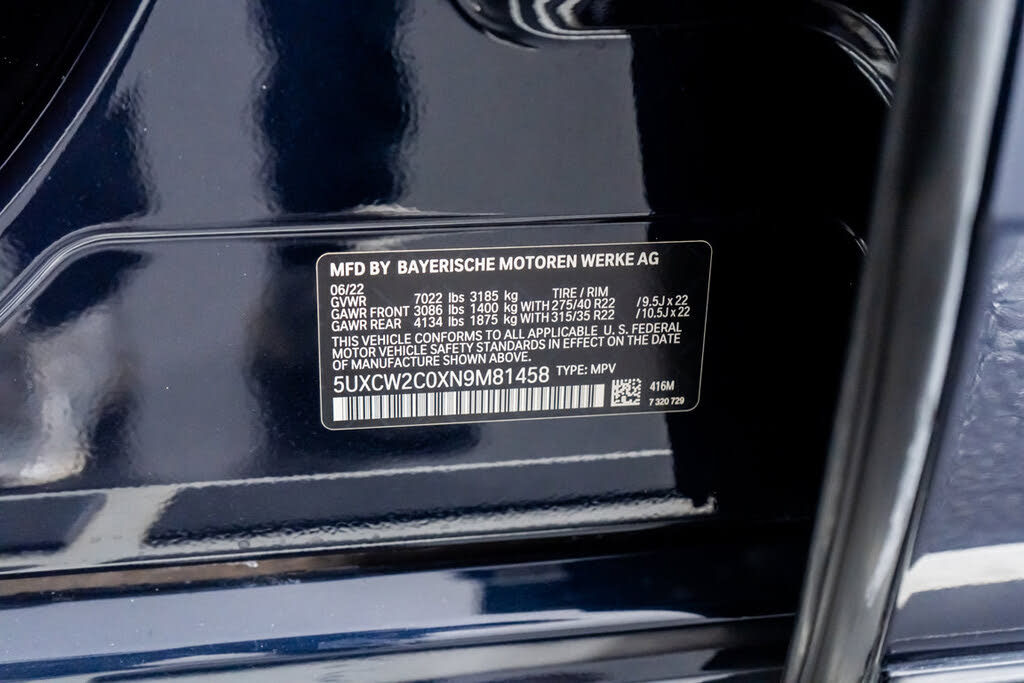 MFD BY BAYERISCHE MOTOREN WERKE AG
06/22 TIRE / RIM
GVWR 7022 lbs 3185 kg
GAWR FRONT 3086 lbs 1400 kg WITH 275/40 R22 / 9.5J x 22
GAWR REAR 4134 lbs 1875 kg WITH 315/35 R22 / 10.5J x 22
THIS VEHICLE CONFORMS TO ALL APPLICABLE U.S. FEDERAL
MOTOR VEHICLE SAFETY STANDARDS IN EFFECT ON THE DATE
OF MANUFACTURE SHOWN ABOVE.
5UXCW2C0XN9M81458 TYPE: MPV
416M
7 320 729